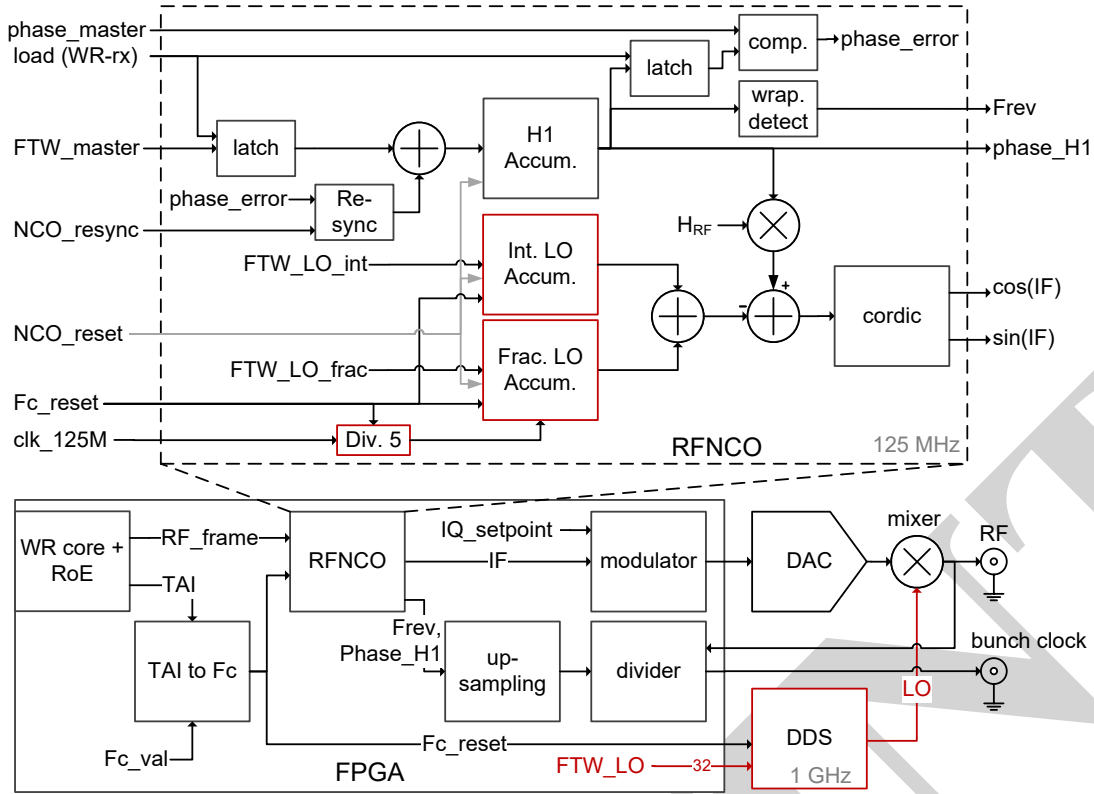 phase_master
load (WR-rx)
comp.
phase_error
latch
wrap.
detect
Frev
FTW_master
latch
H1
Accum.
phase_H1
phase_error
Re-
sync
NCO_resync
HRF
FTW_LO_int
Int. LO
Accum.
+
-
cordic
cos(IF)
sin(IF)
NCO_reset
FTW_LO_frac
Frac. LO
Accum.
Fc_reset
clk_125M
Div. 5
RFNCO
125 MHz
WR core +
RoE
RF_frame
TAI
RFNCO
IQ_setpoint
IF
modulator
DAC
mixer
RF
TAI to Fc
Frev,
Phase_H1
up-
sampling
divider
bunch clock
LO
Fc_val
Fc_reset
FTW_LO
32
DDS
1 GHz
FPGA